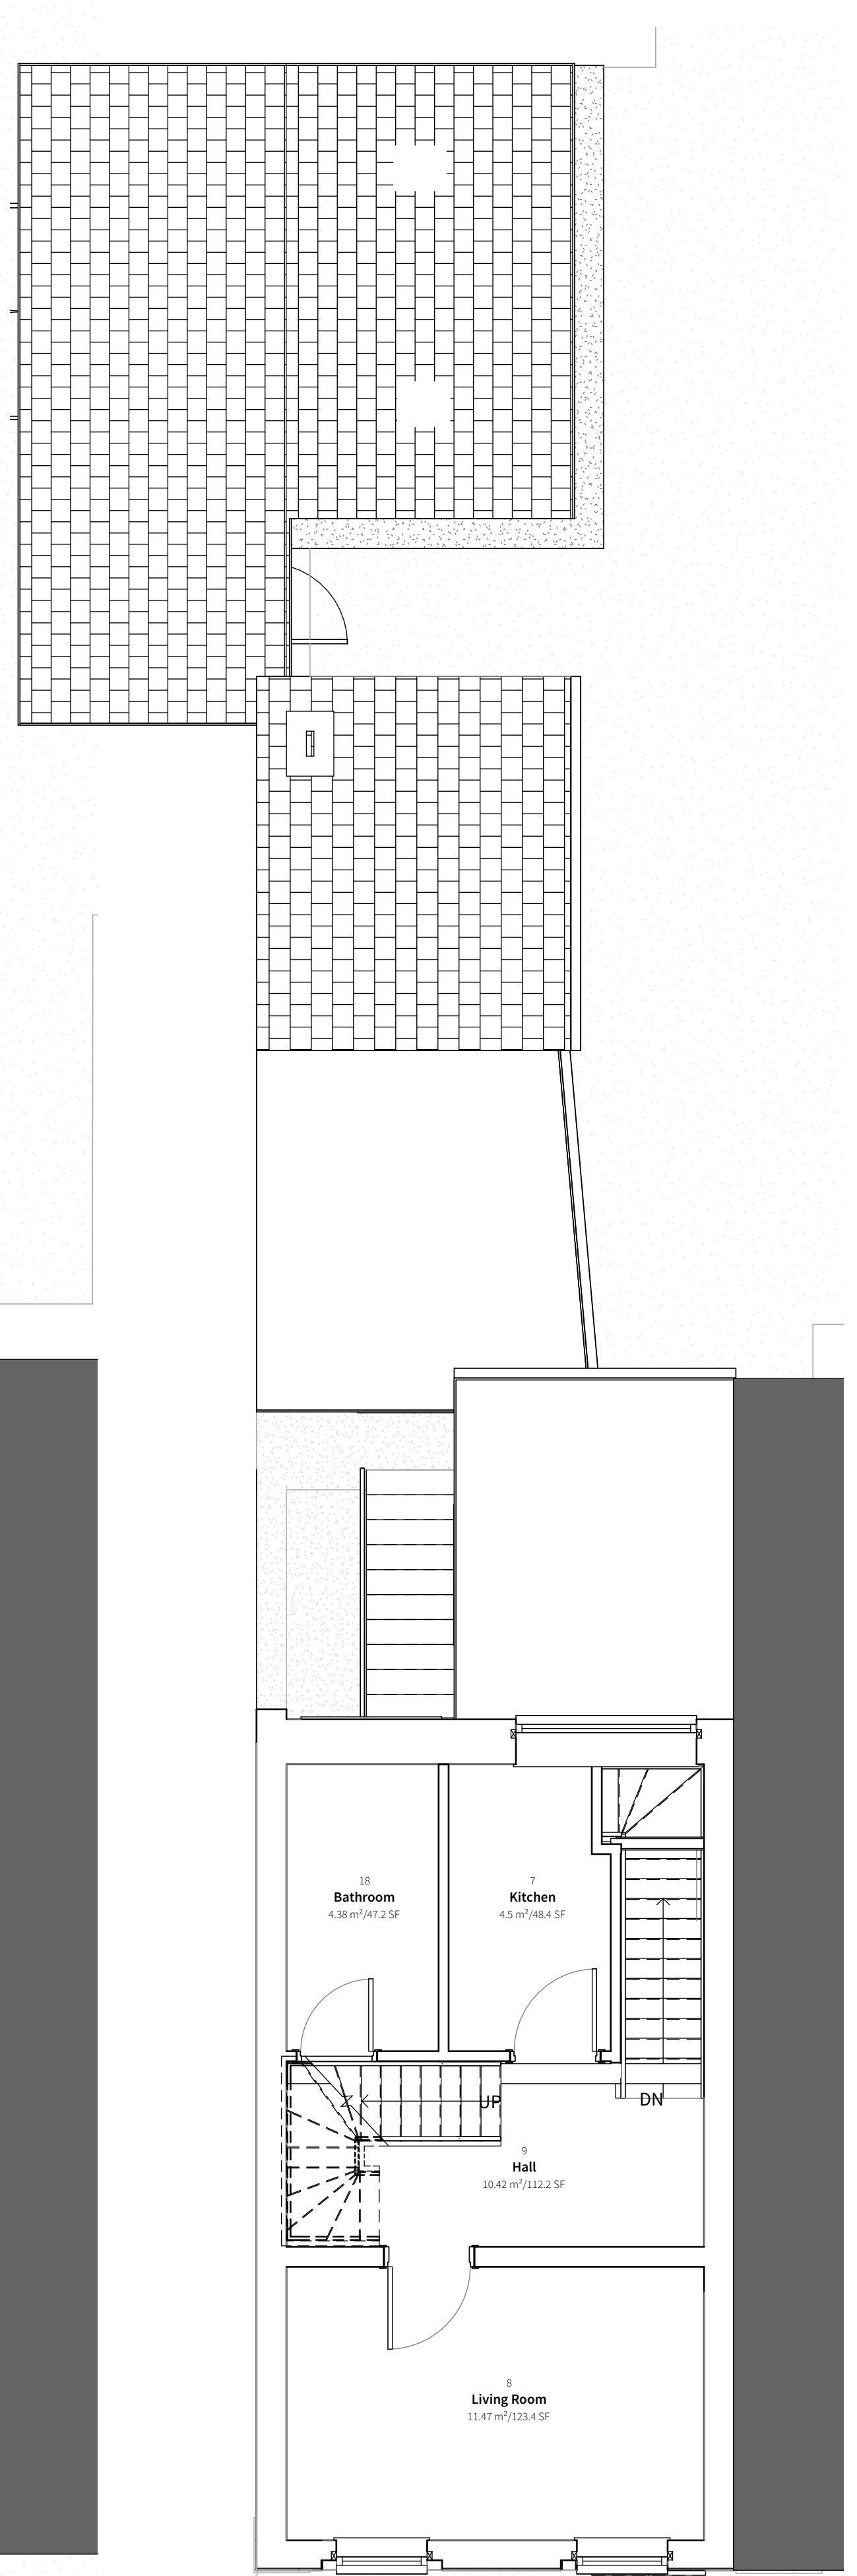 18
Bathroom
4.38 m²/47.2 SF
7
Kitchen
4.5 m²/48.4 SF
UP
DN
9
Hall
10.42 m²/112.2 SF
8
Living Room
11.47 m²/123.4 SF